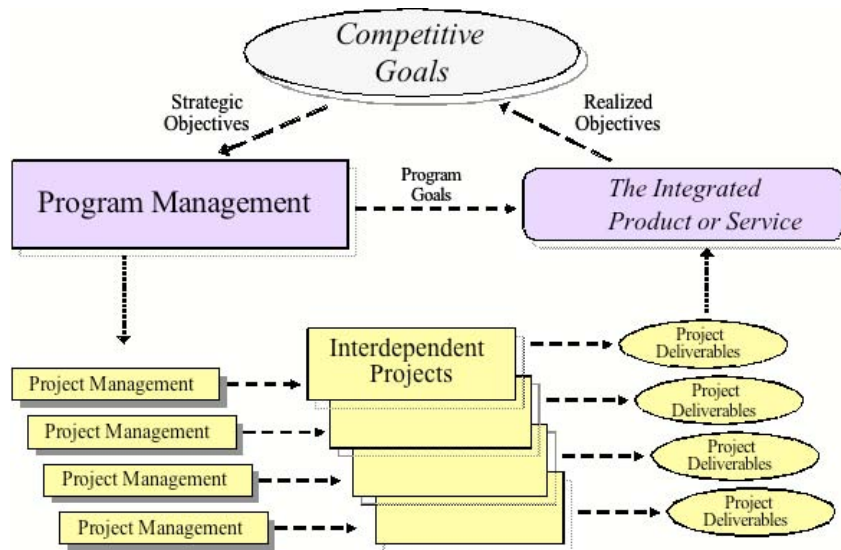 Competitive
Goals
Strategic
Objectives
Realized
Objectives
Program Management
Program
Goals
The Integrated
Product or Service
Interdependent
Projects
Project
Deliverables
Project Management
Project
Deliverables
Project Management
Project
Deliverables
Project Management
Project
Deliverables
Project Management